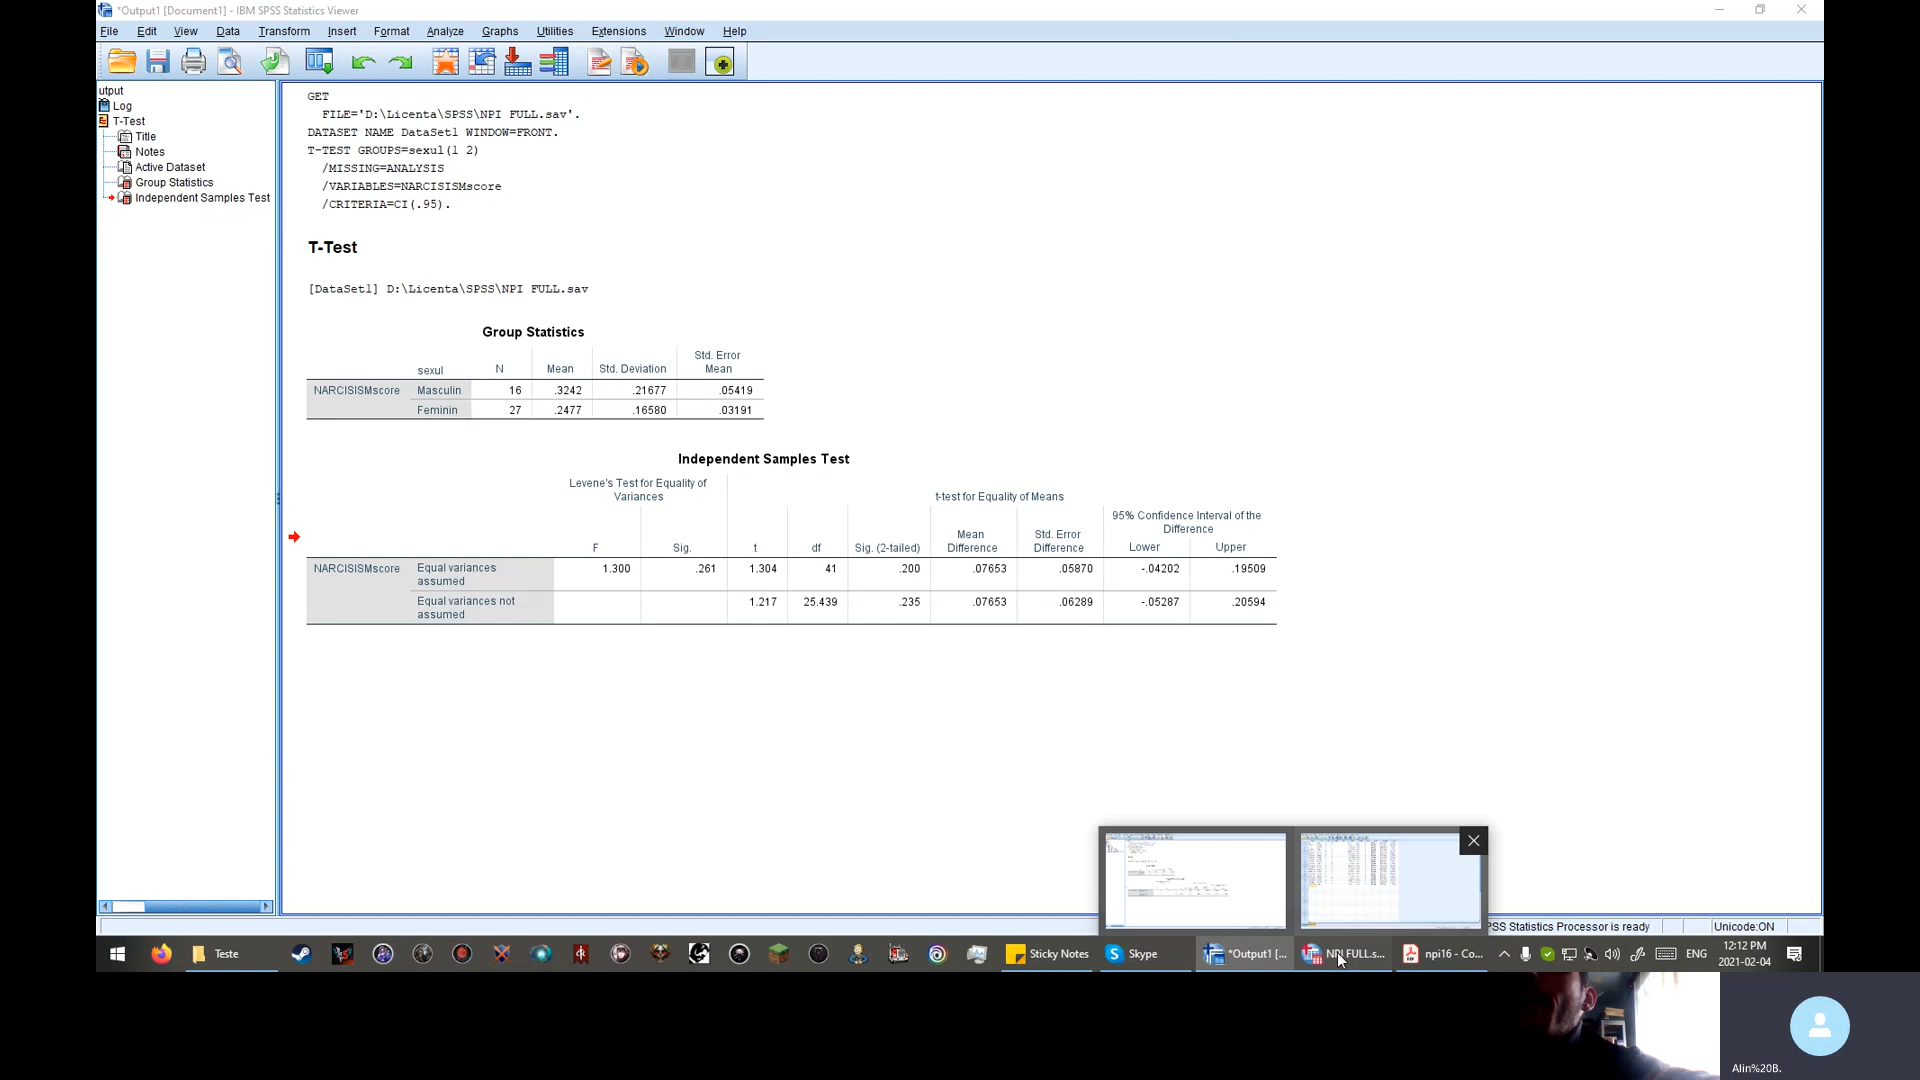 *Output1 [Document1] - IBM SPSS Statistics Viewer
File Edit View Data Transform Insert Format Analyze Graphs Utilities Extensions Window Help
utput
Log
T-Test
Title
Notes
Active Dataset
Group Statistics
Independent Samples Test
GET
FILE='D:\Licenta\SPSS\NPI FULL.sav'.
DATASET NAME DataSet1 WINDOW=FRONT.
T-TEST GROUPS=sexul(1 2)
/MISSING=ANALYSIS
/VARIABLES=NARCISISMscore
/CRITERIA=CI(.95).
T-Test
[DataSet1] D:\Licenta\SPSS\NPI FULL.sav
Group Statistics
sexul N Mean Std. Deviation Std. Error Mean
NARCISISMscore Masculin 16 .3242 .21677 .05419
Feminin 27 .2477 .16580 .03191
Independent Samples Test
Levene's Test for Equality of Variances
t-test for Equality of Means
95% Confidence Interval of the Difference
F Sig. t df Sig. (2-tailed) Mean Difference Std. Error Difference Lower Upper
NARCISISMscore Equal variances assumed 1.300 .261 1.304 41 .200 .07653 .05870 -.04202 .19509
Equal variances not assumed 1.217 25.439 .235 .07653 .06289 -.05287 .20594
PSS Statistics Processor is ready Unicode:ON
Teste Sticky Notes Skype *Output1 [... NPI FULL.s... npi16 - Co... ENG 12:12 PM
2021-02-04
Alin%20B.